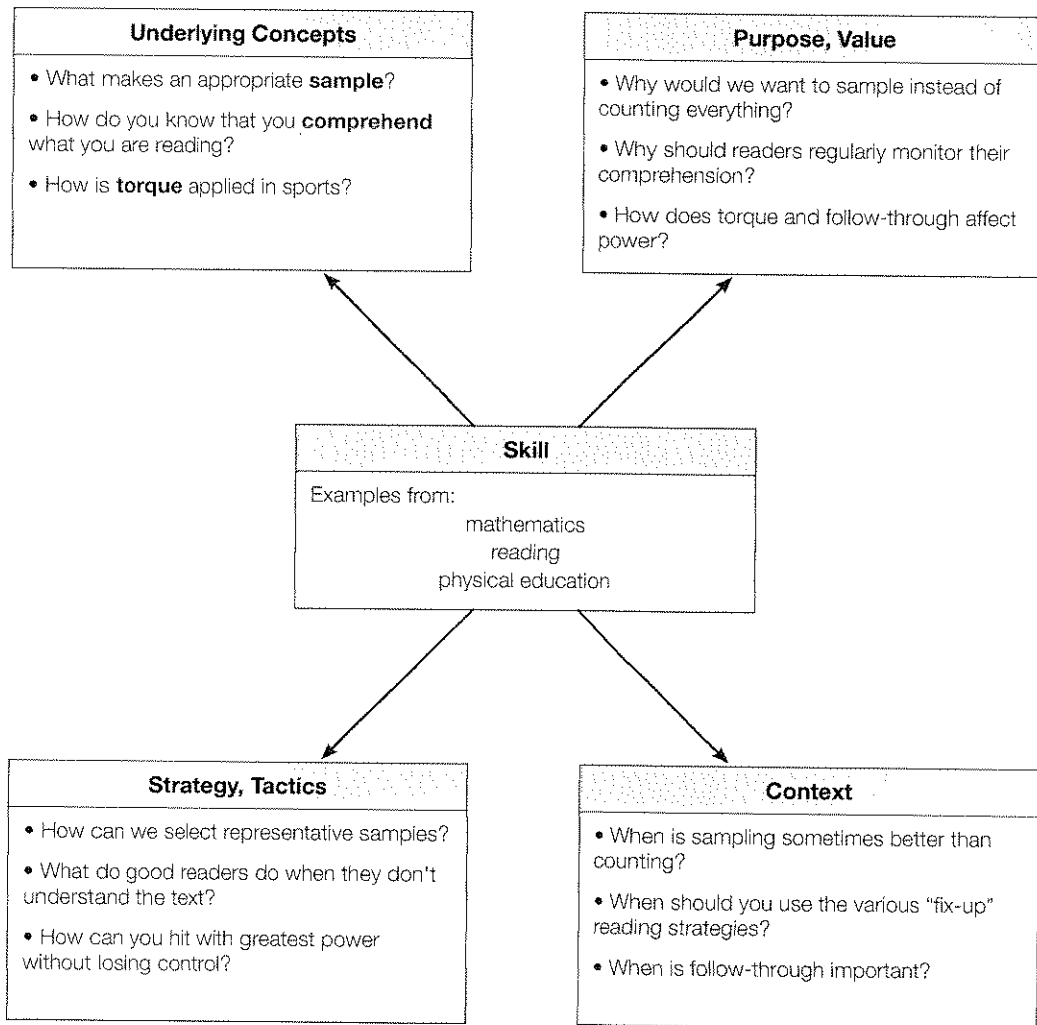 Underlying Concepts
• What makes an appropriate sample?
• How do you know that you comprehend
what you are reading?
• How is torque applied in sports?
Purpose, Value
• Why would we want to sample instead of
counting everything?
• Why should readers regularly monitor their
comprehension?
• How does torque and follow-through affect
power?
Skill
Examples from:
mathematics
reading
physical education
Strategy, Tactics
• How can we select representative samples?
• What do good readers do when they don't
understand the text?
• How can you hit with greatest power
without losing control?
Context
• When is sampling sometimes better than
counting?
• When should you use the various "fix-up"
reading strategies?
• When is follow-through important?